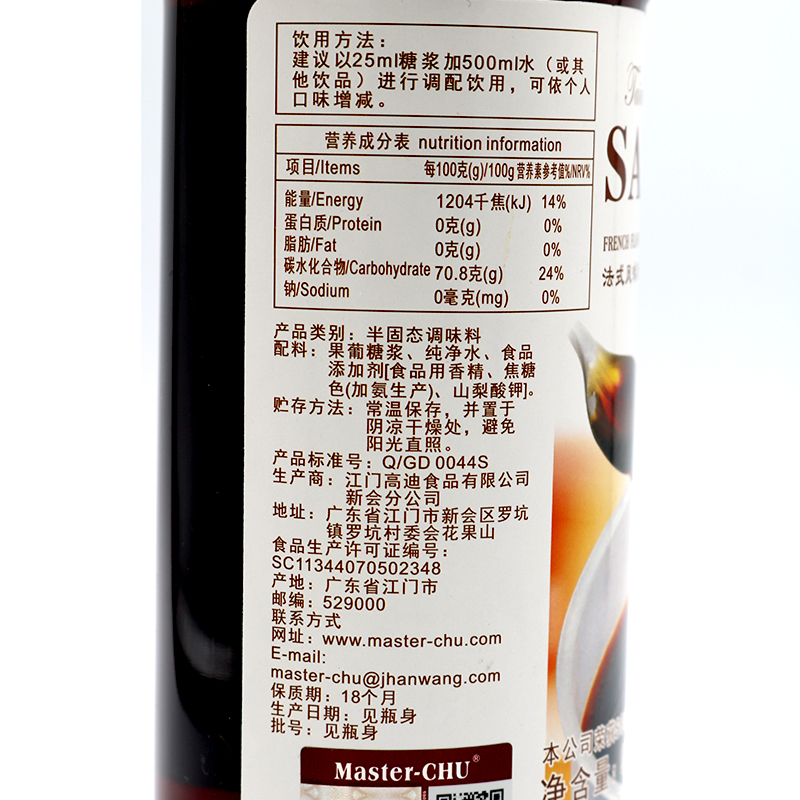 饮用方法:
建议以25ml糖浆加500ml水（或其
他饮品）进行调配饮用，可依个人
口味增减。
营养成分表 nutrition information
项目/Items 每100克(g)/100g 营养素参考值%/NRV%
能量/Energy 1204千焦(kJ) 14%
蛋白质/Protein 0克(g) 0%
脂肪/Fat 0克(g) 0%
碳水化合物/Carbohydrate 70.8克(g) 24%
钠/Sodium 0毫克(mg) 0%
产品类别: 半固态调味料
配料: 果葡糖浆、纯净水、食品
添加剂[食品用香精、焦糖
色(加氨生产)、山梨酸钾]。
贮存方法: 常温保存，并置于
阴凉干燥处，避免
阳光直照。
产品标准号: Q/GD 0044S
生产商: 江门高迪食品有限公司
新会分公司
地址: 广东省江门市新会区罗坑
镇罗坑村委会花果山
食品生产许可证编号:
SC11344070502348
产地: 广东省江门市
邮编: 529000
联系方式
网址: www.master-chu.com
E-mail:
master-chu@jhanwang.com
保质期: 18个月
生产日期: 见瓶身
批号: 见瓶身
Master-CHU®
SA
FRENCH
法式风
本公司荣
净含量